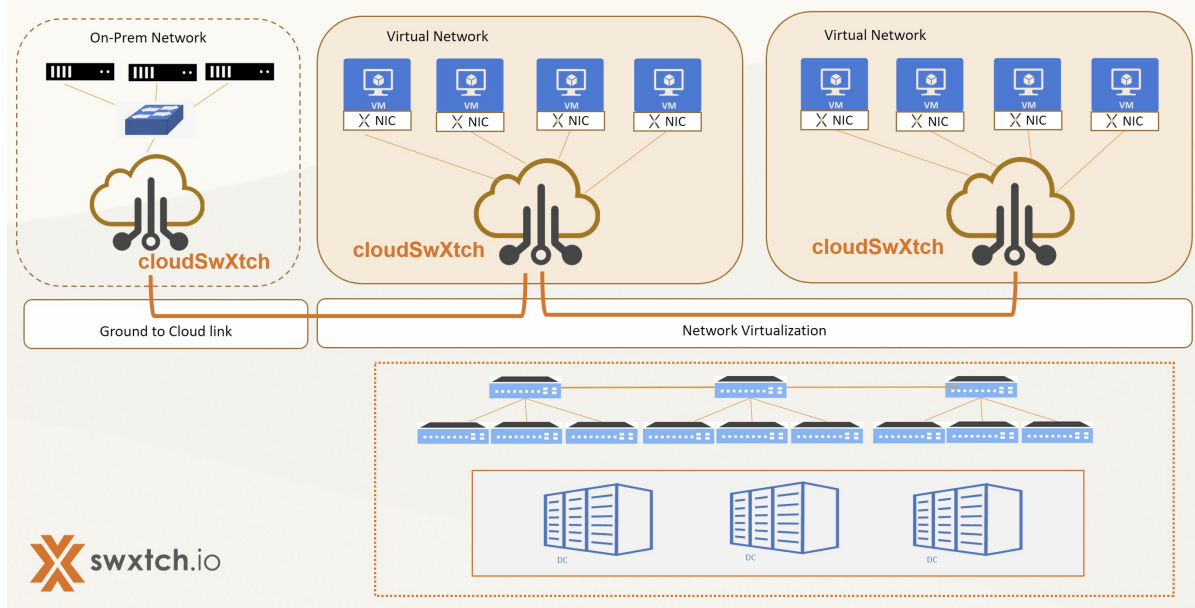 On-Prem Network
cloudSwXtch
Virtual Network
VM
VM
VM
VM
X NIC
X NIC
X NIC
X NIC
cloudSwXtch
Virtual Network
VM
VM
VM
VM
X NIC
X NIC
X NIC
X NIC
cloudSwXtch
Ground to Cloud link
Network Virtualization
DC
DC
DC
swxtch.io